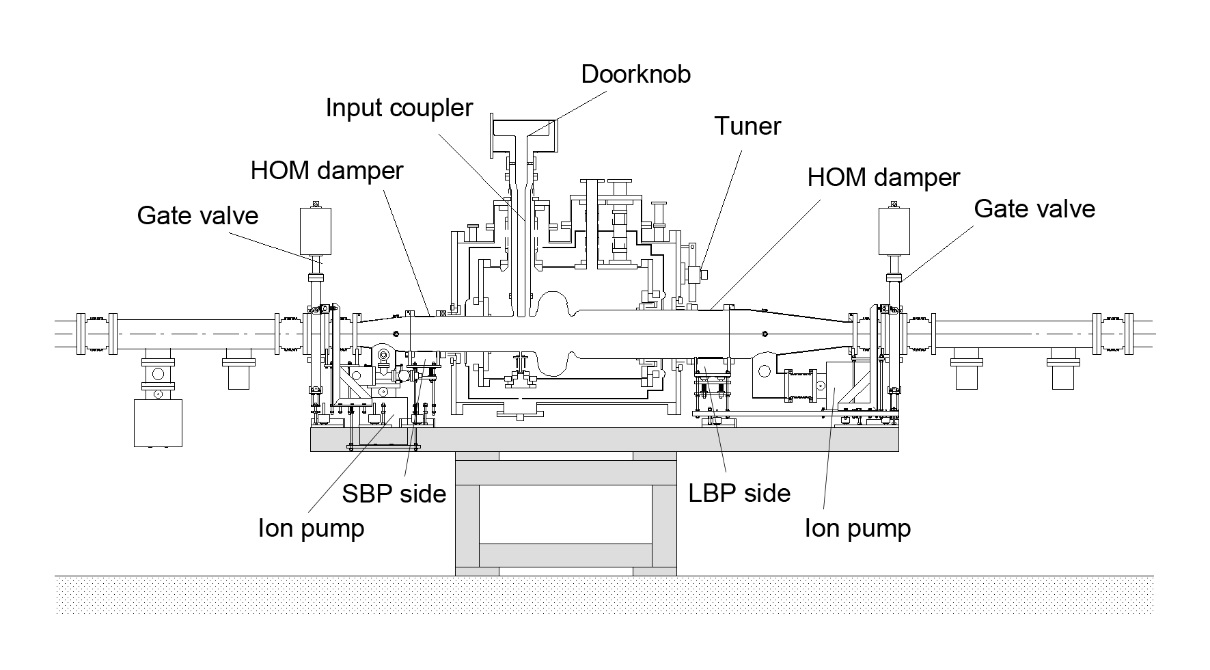 Doorknob
Input coupler
Tuner
HOM damper
HOM damper
Gate valve
Gate valve
SBP side
LBP side
Ion pump
Ion pump